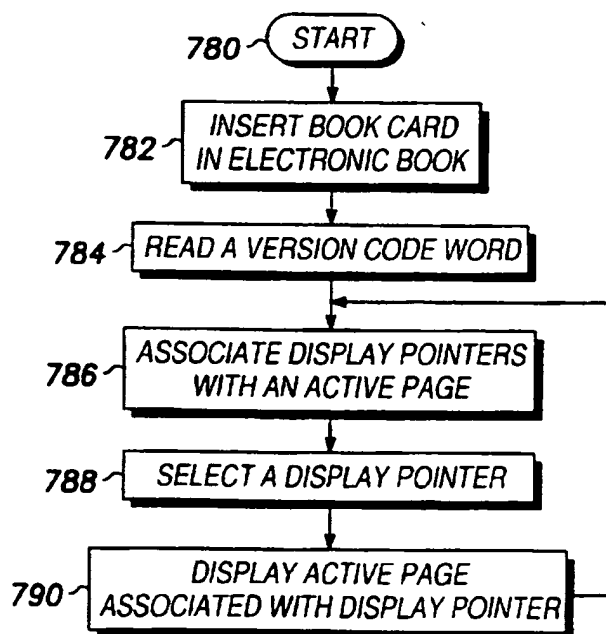 780 START
782 INSERT BOOK CARD
IN ELECTRONIC BOOK
784 READ A VERSION CODE WORD
786 ASSOCIATE DISPLAY POINTERS
WITH AN ACTIVE PAGE
788 SELECT A DISPLAY POINTER
790 DISPLAY ACTIVE PAGE
ASSOCIATED WITH DISPLAY POINTER